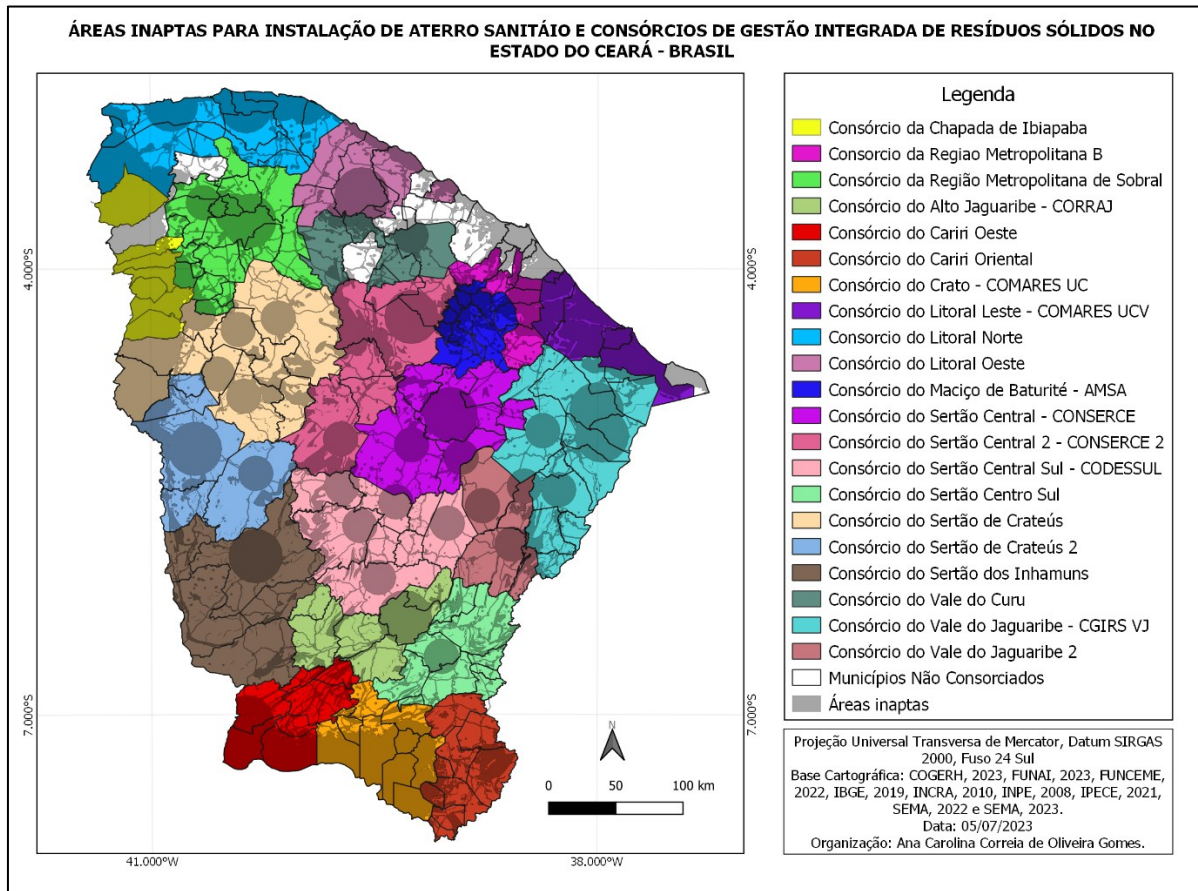 ÁREAS INAPTAS PARA INSTALAÇÃO DE ATERRO SANITÁIO E CONSÓRCIOS DE GESTÃO INTEGRADA DE RESÍDUOS SÓLIDOS NO
ESTADO DO CEARÁ - BRASIL
Legenda
Consórcio da Chapada de Ibiapaba
Consorcio da Regiao Metropolitana B
Consórcio da Região Metropolitana de Sobral
Consórcio do Alto Jaguaribe - CORRAJ
Consórcio do Cariri Oeste
Consórcio do Cariri Oriental
Consórcio do Crato - COMARES UC
Consórcio do Litoral Leste - COMARES UCV
Consorcio do Litoral Norte
Consórcio do Litoral Oeste
Consórcio do Maciço de Baturité - AMSA
Consórcio do Sertão Central - CONSERCE
Consórcio do Sertão Central 2 - CONSERCE 2
Consórcio do Sertão Central Sul - CODESSUL
Consórcio do Sertão Centro Sul
Consórcio do Sertão de Crateús
Consórcio do Sertão de Crateús 2
Consórcio do Sertão dos Inhamuns
Consórcio do Vale do Curu
Consórcio do Vale do Jaguaribe - CGIRS VJ
Consórcio do Vale do Jaguaribe 2
Municípios Não Consorciados
Áreas inaptas
4.000°S
4.000°S
7.000°S
7.000°S
N
0 50 100 km
41.000°W
38.000°W
Projeção Universal Transversa de Mercator, Datum SIRGAS
2000, Fuso 24 Sul
Base Cartográfica: COGERH, 2023, FUNAI, 2023, FUNCEME,
2022, IBGE, 2019, INCRA, 2010, INPE, 2008, IPECE, 2021,
SEMA, 2022 e SEMA, 2023.
Data: 05/07/2023
Organização: Ana Carolina Correia de Oliveira Gomes.